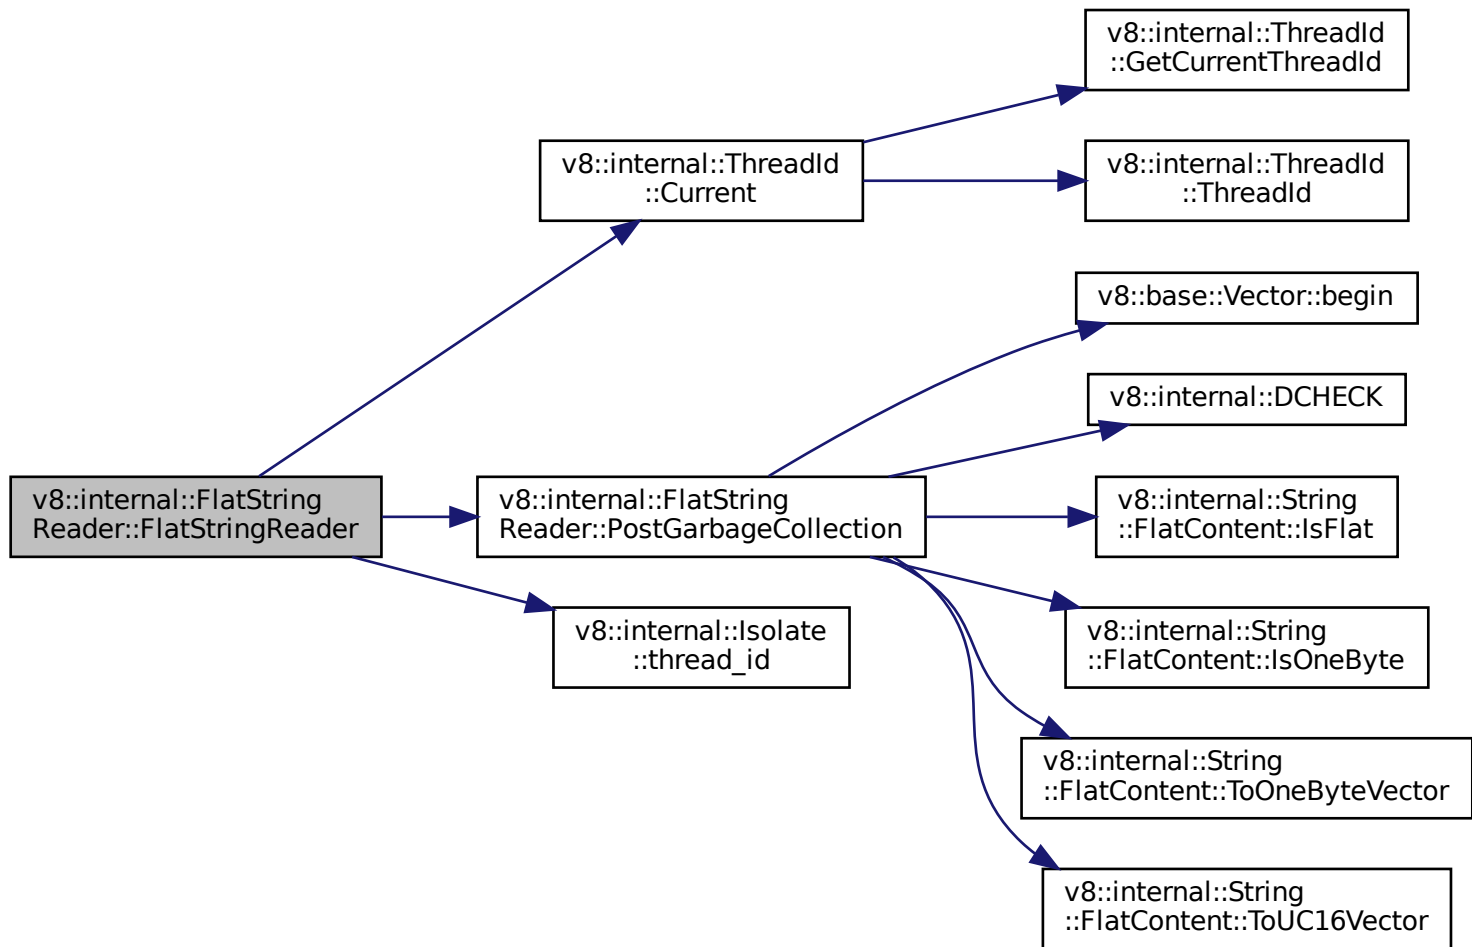 v8::internal::ThreadId
::GetCurrentThreadId
v8::internal::ThreadId
::Current
v8::internal::ThreadId
::ThreadId
v8::base::Vector::begin
v8::internal::DCHECK
v8::internal::FlatString
Reader::FlatStringReader
v8::internal::FlatString
Reader::PostGarbageCollection
v8::internal::String
::FlatContent::IsFlat
v8::internal::Isolate
::thread_id
v8::internal::String
::FlatContent::IsOneByte
v8::internal::String
::FlatContent::ToOneByteVector
v8::internal::String
::FlatContent::ToUC16Vector